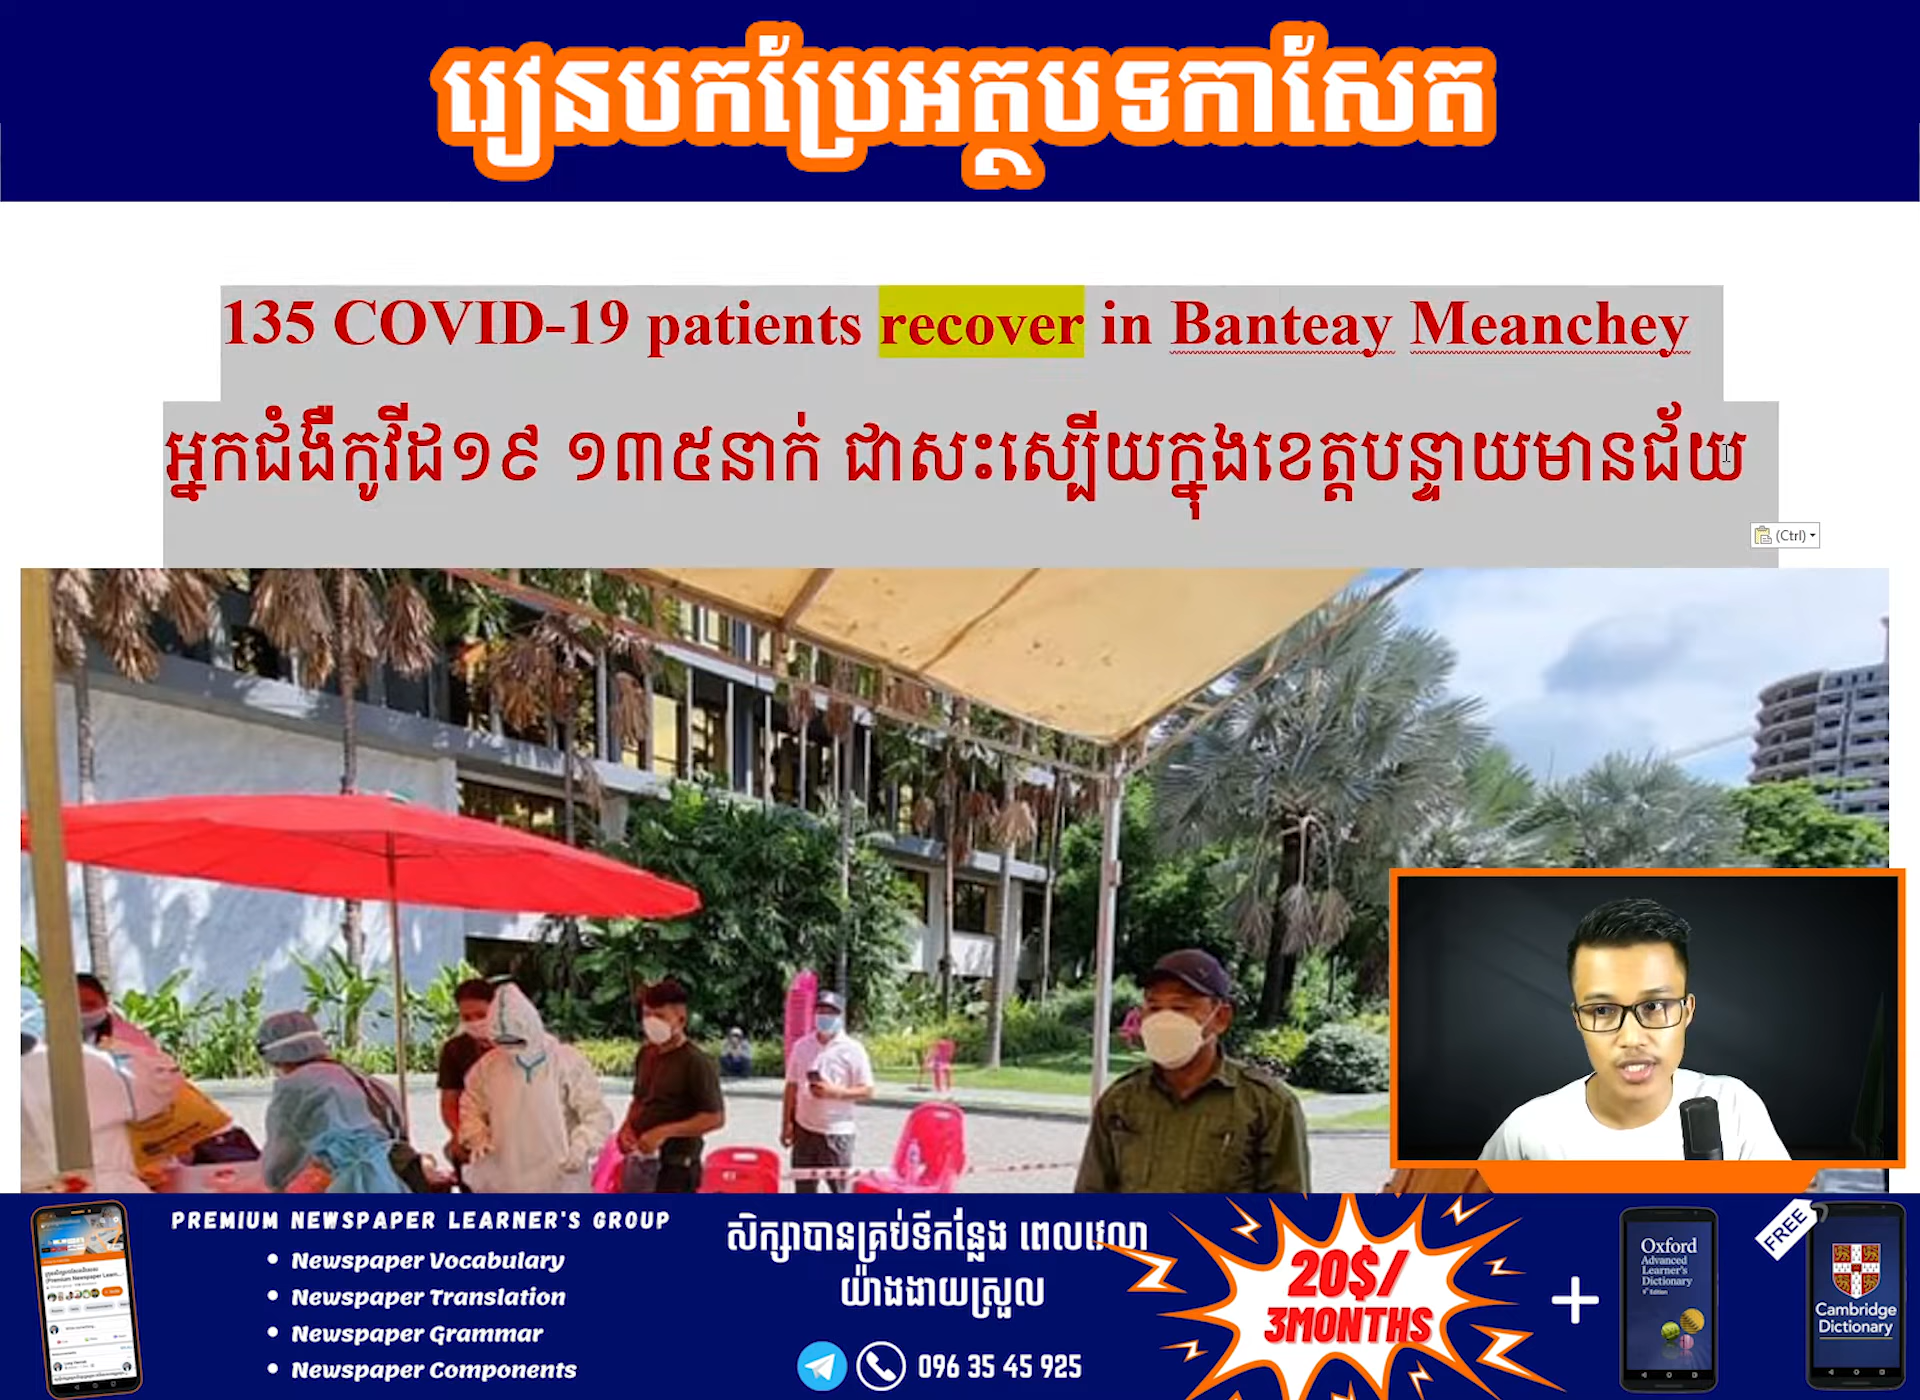 រៀនបកប្រែអត្ថបទកាសែត
135 COVID-19 patients recover in Banteay Meanchey
អ្នកជំងឺកូវីដ១៩ ១៣៥នាក់ ជាសះស្បើយក្នុងខេត្តបន្ទាយមានជ័យ
(Ctrl)
PREMIUM NEWSPAPER LEARNER'S GROUP
• Newspaper Vocabulary
• Newspaper Translation
• Newspaper Grammar
• Newspaper Components
សិក្សាបានគ្រប់ទីកន្លែង ពេលវេលា
យ៉ាងងាយស្រួល
096 35 45 925
20$/
3MONTHS
+
Oxford
Advanced
Learner's
Dictionary
9th Edition
FREE
Cambridge
Dictionary